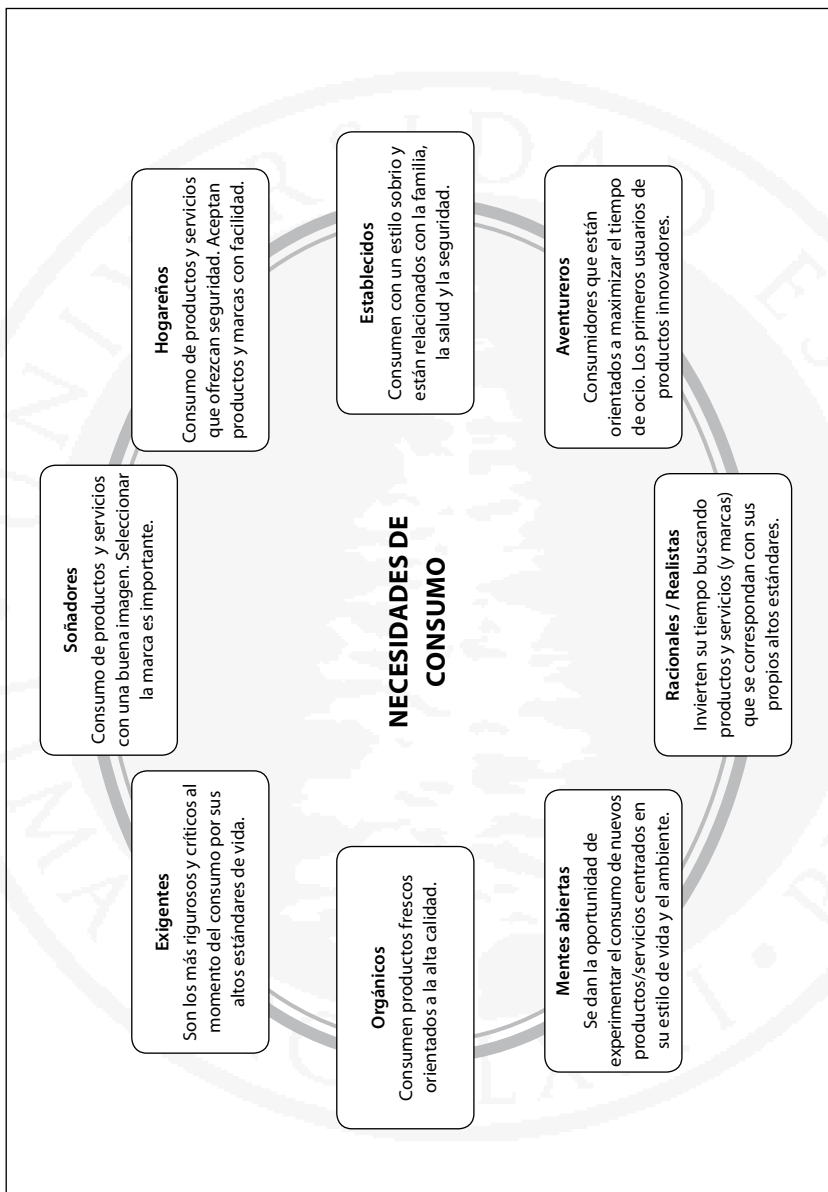 Soñadores
Consumo de productos y servicios
con una buena imagen. Seleccionar
la marca es importante.
Exigentes
Son los más rigurosos y críticos al
momento del consumo por sus
altos estándares de vida.
Hogareños
Consumo de productos y servicios
que ofrezcan seguridad. Aceptan
productos y marcas con facilidad.
Orgánicos
Consumen productos frescos
orientados a la alta calidad.
NECESIDADES DE
CONSUMO
Establecidos
Consumen con un estilo sobrio y
están relacionados con la familia,
la salud y la seguridad.
Mentes abiertas
Se dan la oportunidad de
experimentar el consumo de nuevos
productos/servicios centrados en
su estilo de vida y el ambiente.
Aventureros
Consumidores que están
orientados a maximizar el tiempo
de ocio. Los primeros usuarios de
productos innovadores.
Racionales / Realistas
Invierten su tiempo buscando
productos y servicios (y marcas)
que se correspondan con sus
propios altos estándares.